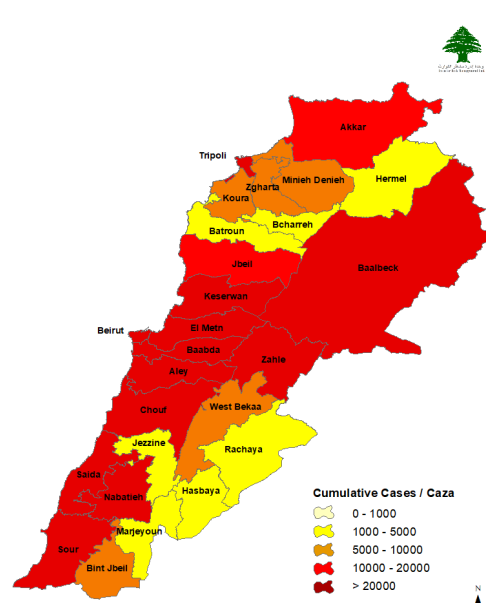 Akkar
Tripoli
Minieh Denieh
Hermel
Zgharta
Koura
Bcharreh
Batroun
Jbeil
Baalbeck
Keserwan
Beirut
El Metn
Baabda
Zahle
Aley
Chouf
West Bekaa
Jezzine
Rachaya
Saida
Hasbaya
Nabatieh
Marjeyoun
Sour
Bint Jbeil
Cumulative Cases / Caza
0 - 1000
1000 - 5000
5000 - 10000
10000 - 20000
> 20000
N